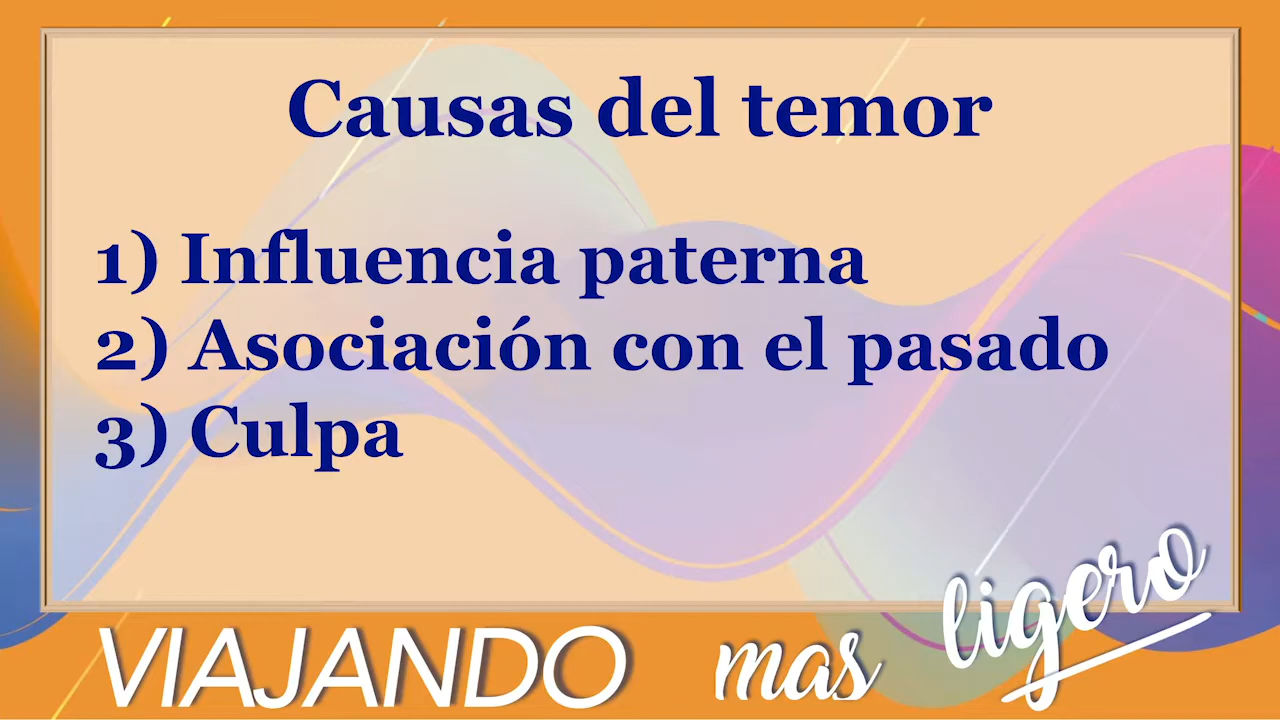 Causas del temor
1) Influencia paterna
2) Asociación con el pasado
3) Culpa
VIAJANDO mas ligero